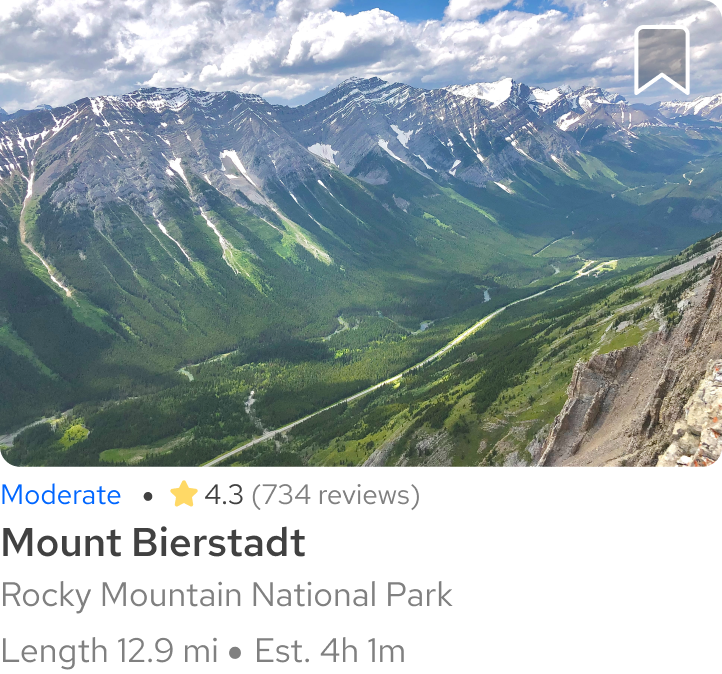 Moderate • 4.3 (734 reviews)
Mount Bierstadt
Rocky Mountain National Park
Length 12.9 mi • Est. 4h 1m